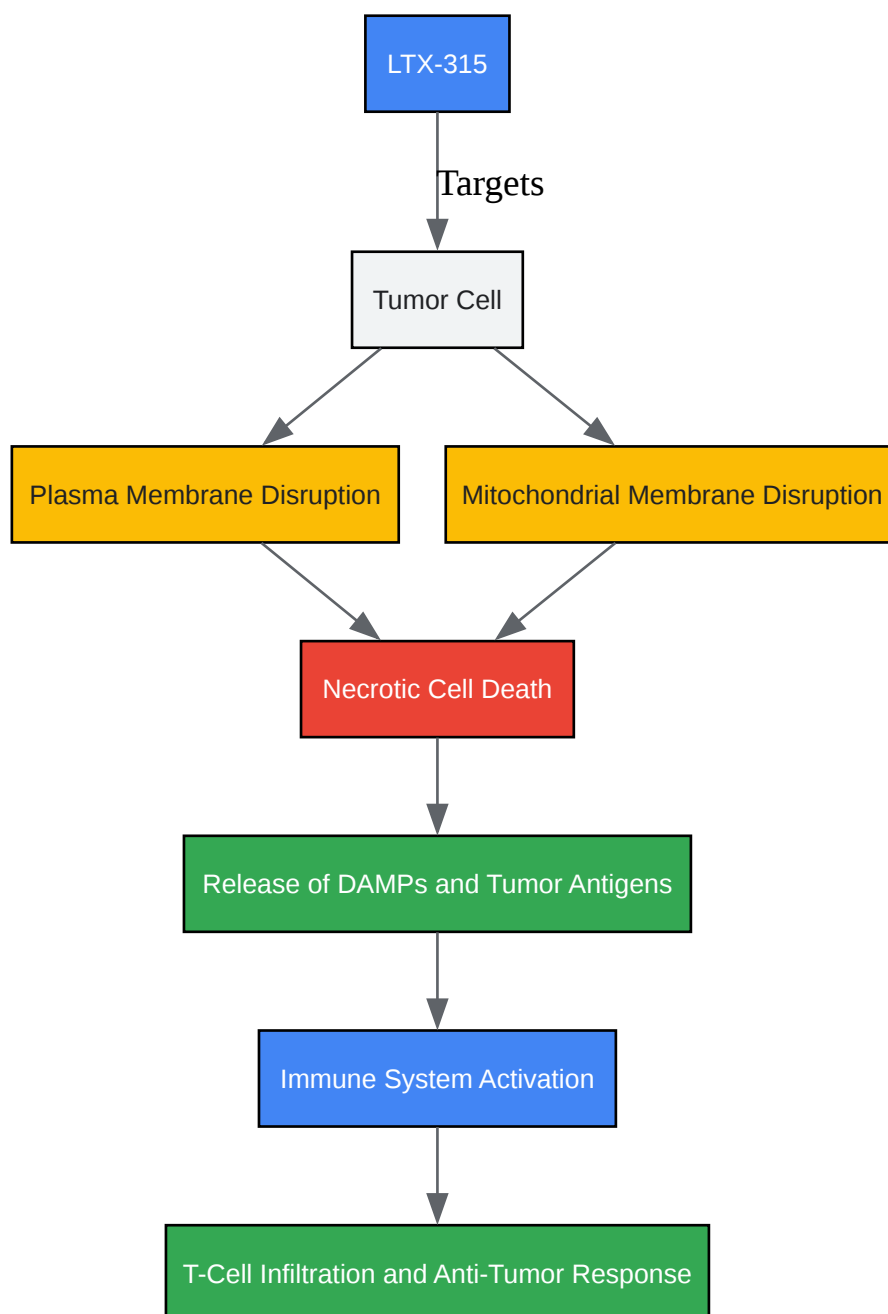 LTX-315
Targets
Tumor Cell
Plasma Membrane Disruption
Mitochondrial Membrane Disruption
Necrotic Cell Death
Release of DAMPs and Tumor Antigens
Immune System Activation
T-Cell Infiltration and Anti-Tumor Response